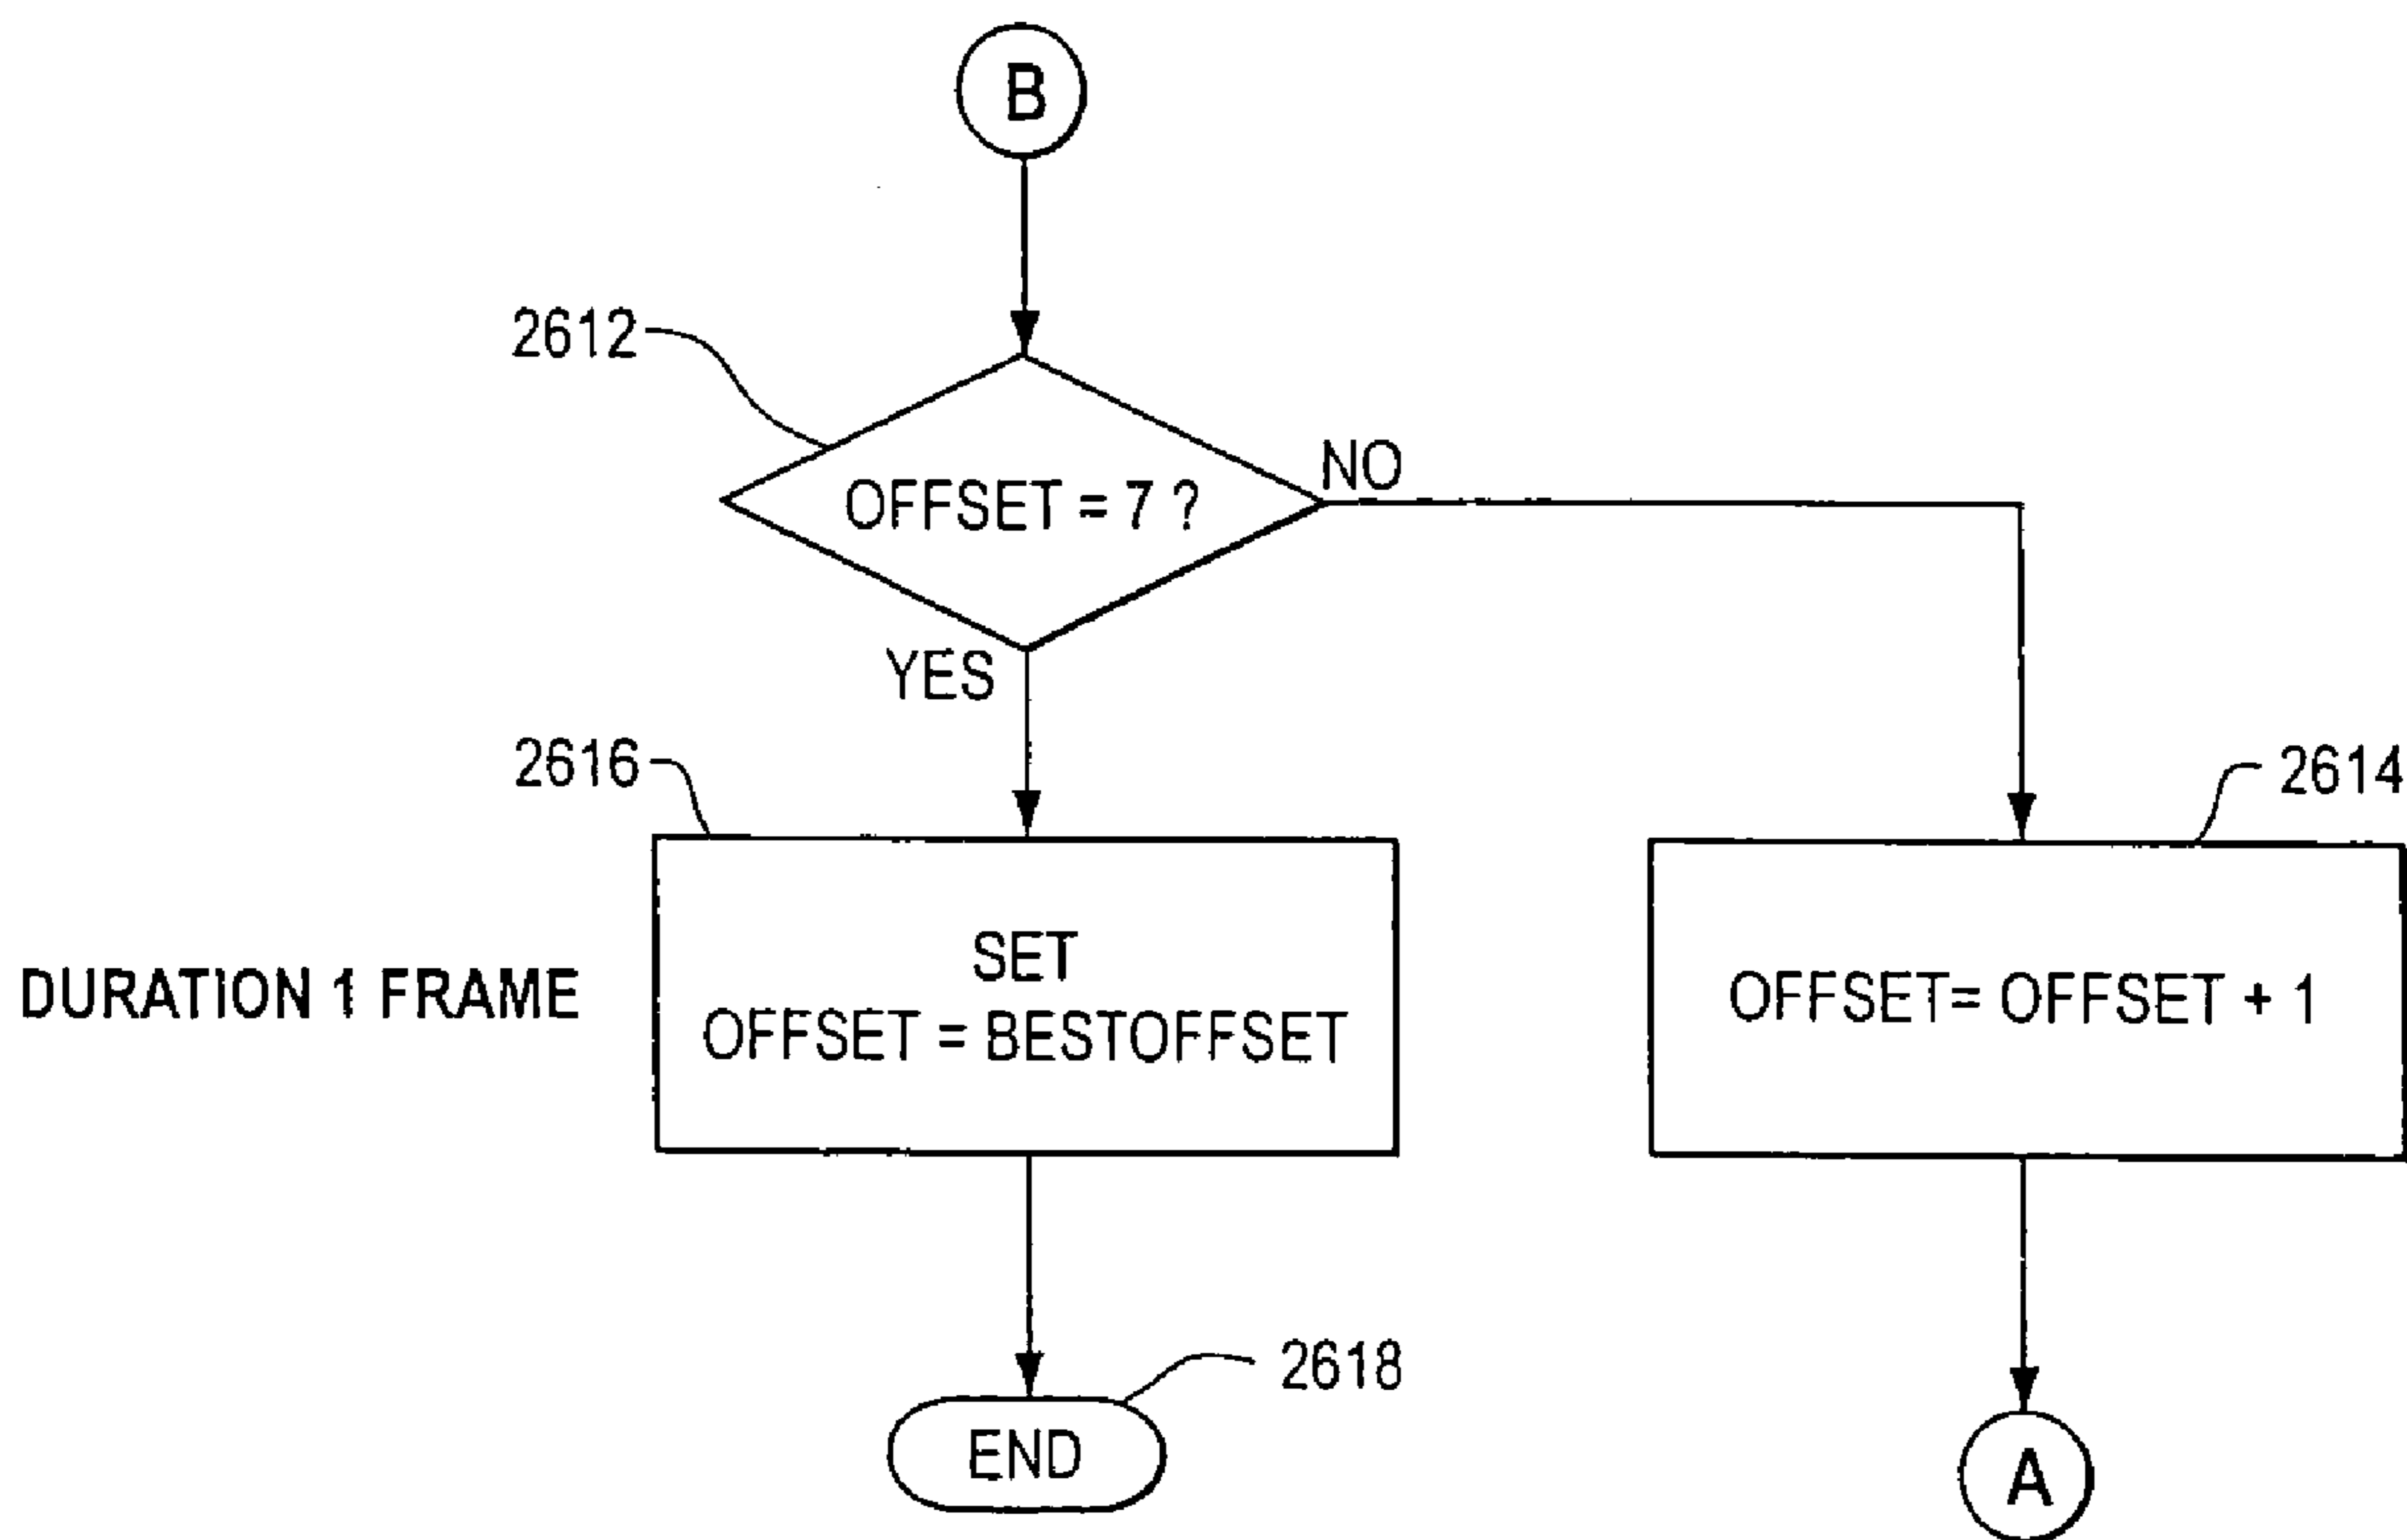 B
2612
OFFSET = 7 ?
NO
YES
2616
2614
DURATION 1 FRAME
SET
OFFSET = BESTOFFSET
OFFSET= OFFSET + 1
2618
END
A